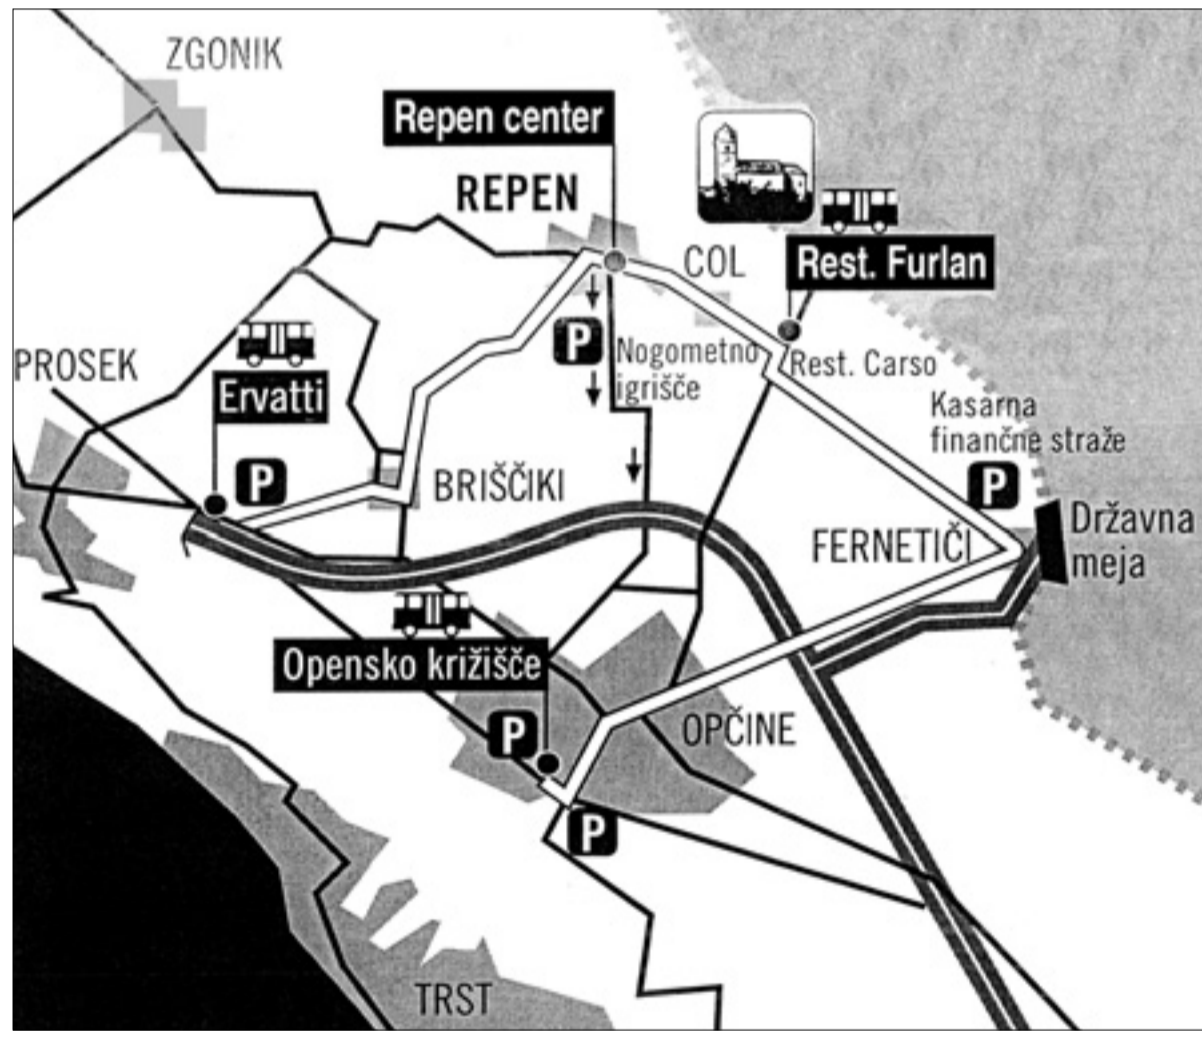 ZGONIK
Repen center
REPEN
COL
Rest. Furlan
PROSEK
Ervatti
P
P
Nogometno
igrišče
Rest. Carso
Kasarna
finančne straže
P
BRIŠČIKI
FERNETIČI
Državna
meja
Opensko križišče
P
OPČINE
P
TRST